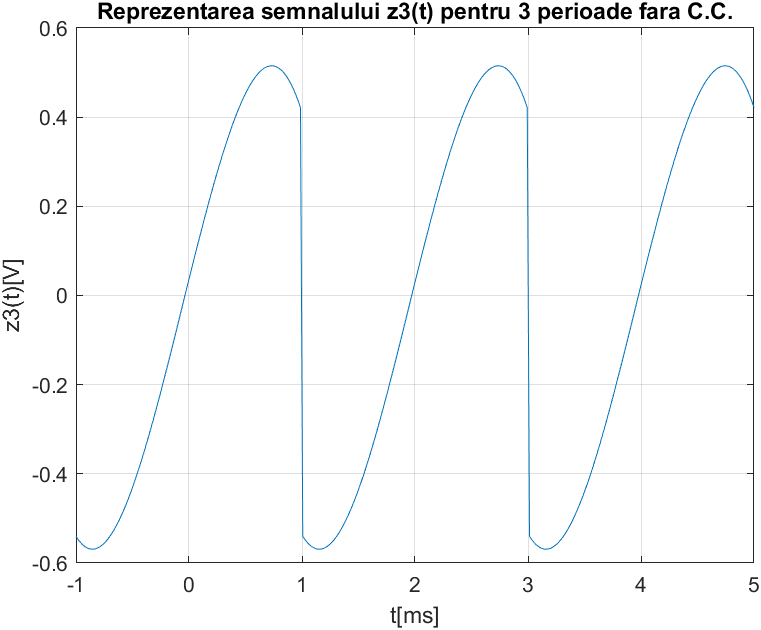 Reprezentarea semnalului z3(t) pentru 3 perioade fara C.C.
0.6
0.4
0.2
0
-0.2
-0.4
-0.6
z3(t)[V]
-1 0 1 2 3 4 5
t[ms]